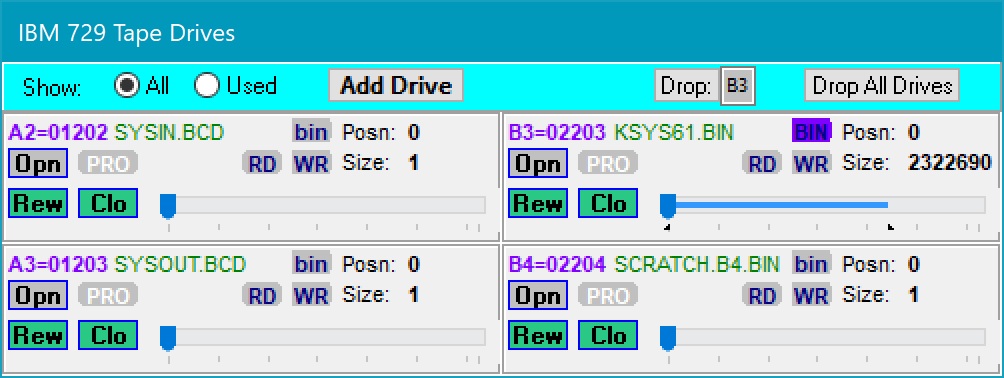 IBM 729 Tape Drives
Show: All Used Add Drive Drop: B3 Drop All Drives
A2=01202 SYSIN.BCD bin Posn: 0
Opn PRO RD WR Size: 1
Rew Clo
B3=02203 KSYS61.BIN BIN Posn: 0
Opn PRO RD WR Size: 2322690
Rew Clo
A3=01203 SYSOUT.BCD bin Posn: 0
Opn PRO RD WR Size: 1
Rew Clo
B4=02204 SCRATCH.B4.BIN bin Posn: 0
Opn PRO RD WR Size: 1
Rew Clo